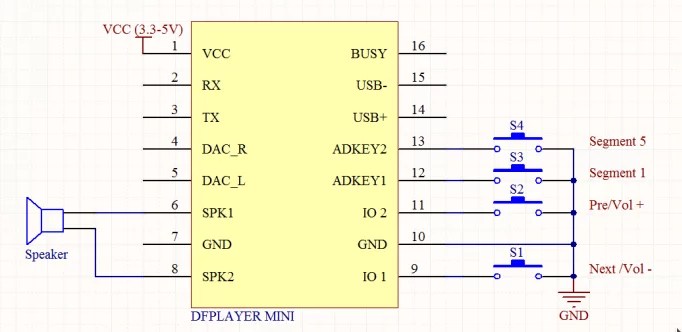 VCC (3.3-5V)
1 VCC BUSY 16
2 RX USB- 15
3 TX USB+ 14
4 DAC_R ADKEY2 13 S4 Segment 5
5 DAC_L ADKEY1 12 S3 Segment 1
6 SPK1 IO 2 11 S2 Pre/Vol +
7 GND GND 10
8 SPK2 IO 1 9 S1 Next /Vol -
Speaker
DFPLAYER MINI
GND